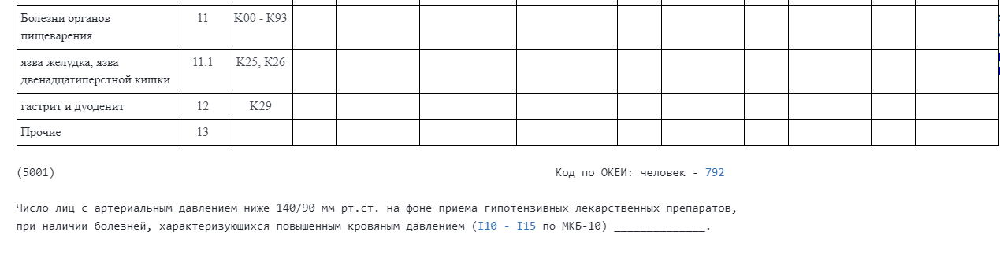 Болезни органов пищеварения 11 K00 - K93
язва желудка, язва двенадцатиперстной кишки 11.1 K25, K26
гастрит и дуоденит 12 K29
Прочие 13
(5001) Код по ОКЕИ: человек - 792
Число лиц с артериальным давлением ниже 140/90 мм рт.ст. на фоне приема гипотензивных лекарственных препаратов,
при наличии болезней, характеризующихся повышенным кровяным давлением (I10 - I15 по МКБ-10) ______________.